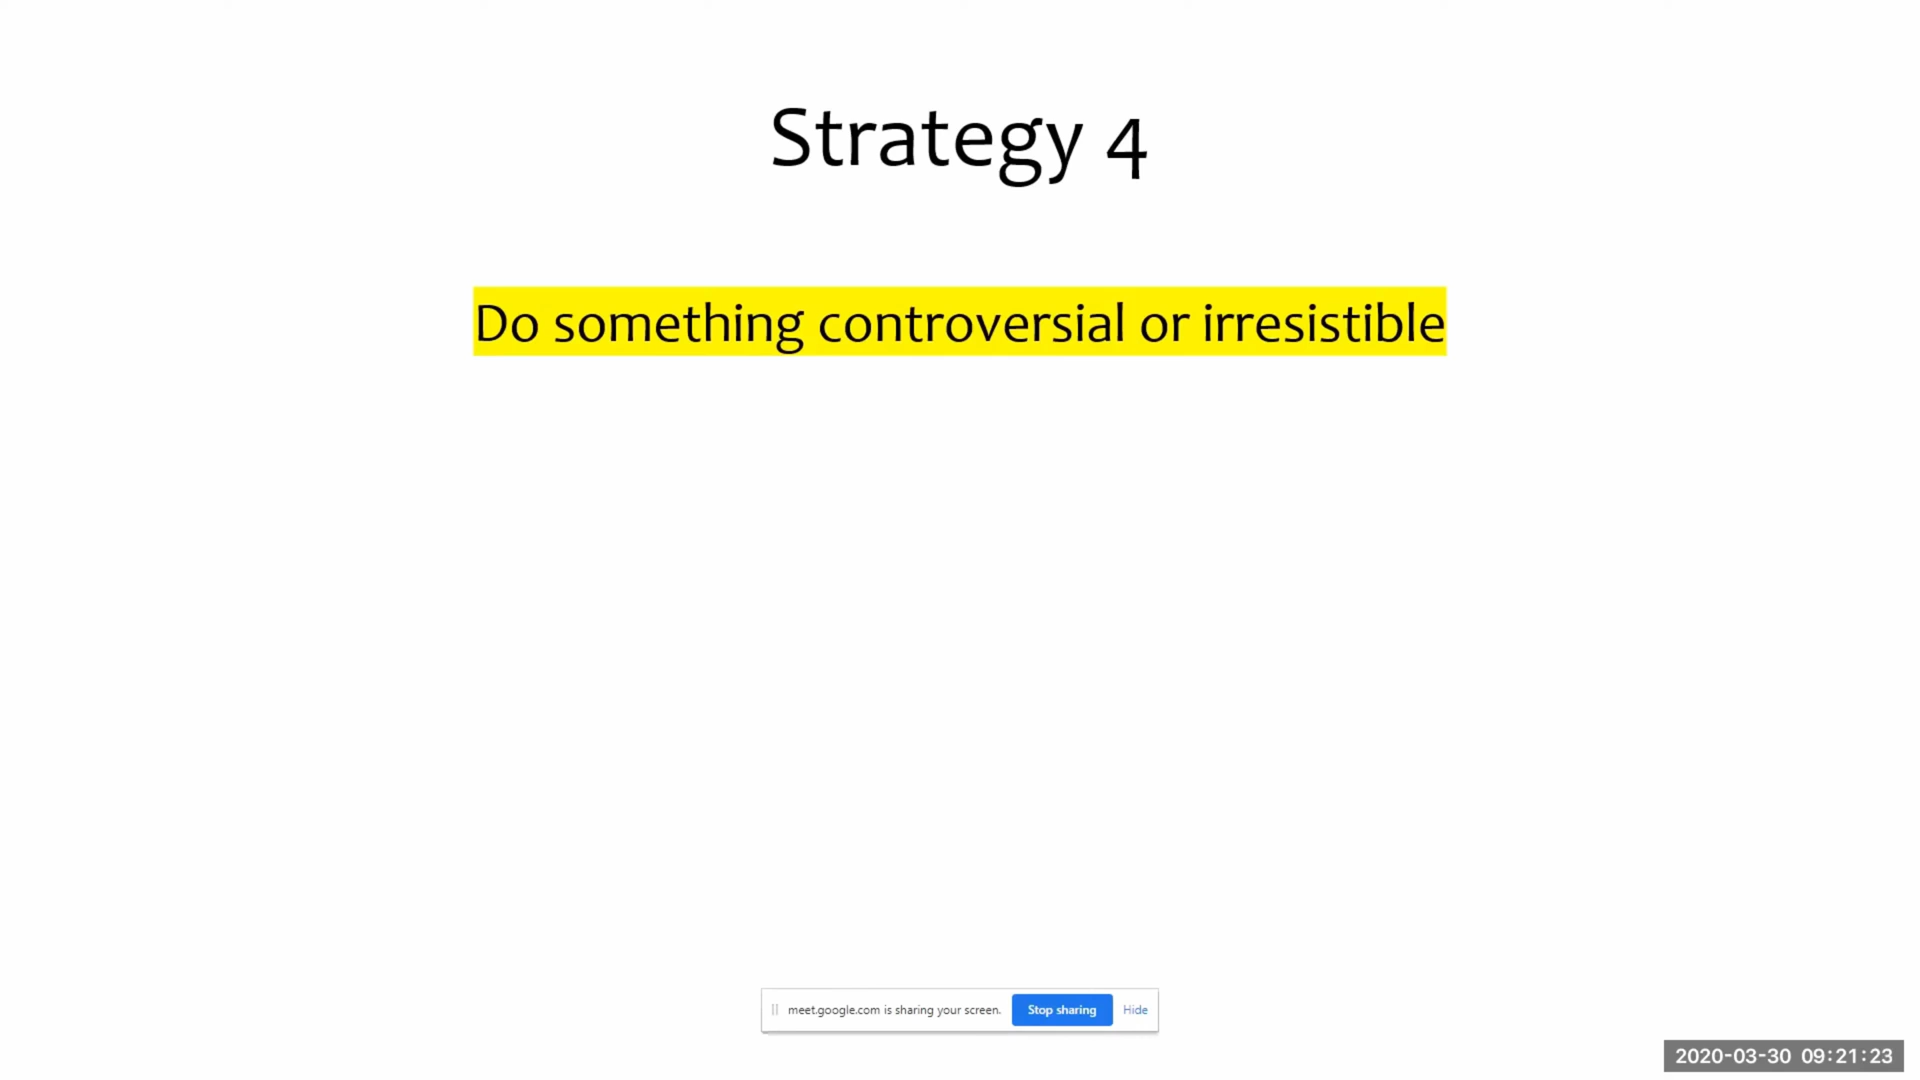 Strategy 4
Do something controversial or irresistible
meet.google.com is sharing your screen. Stop sharing Hide
2020-03-30 09:21:23